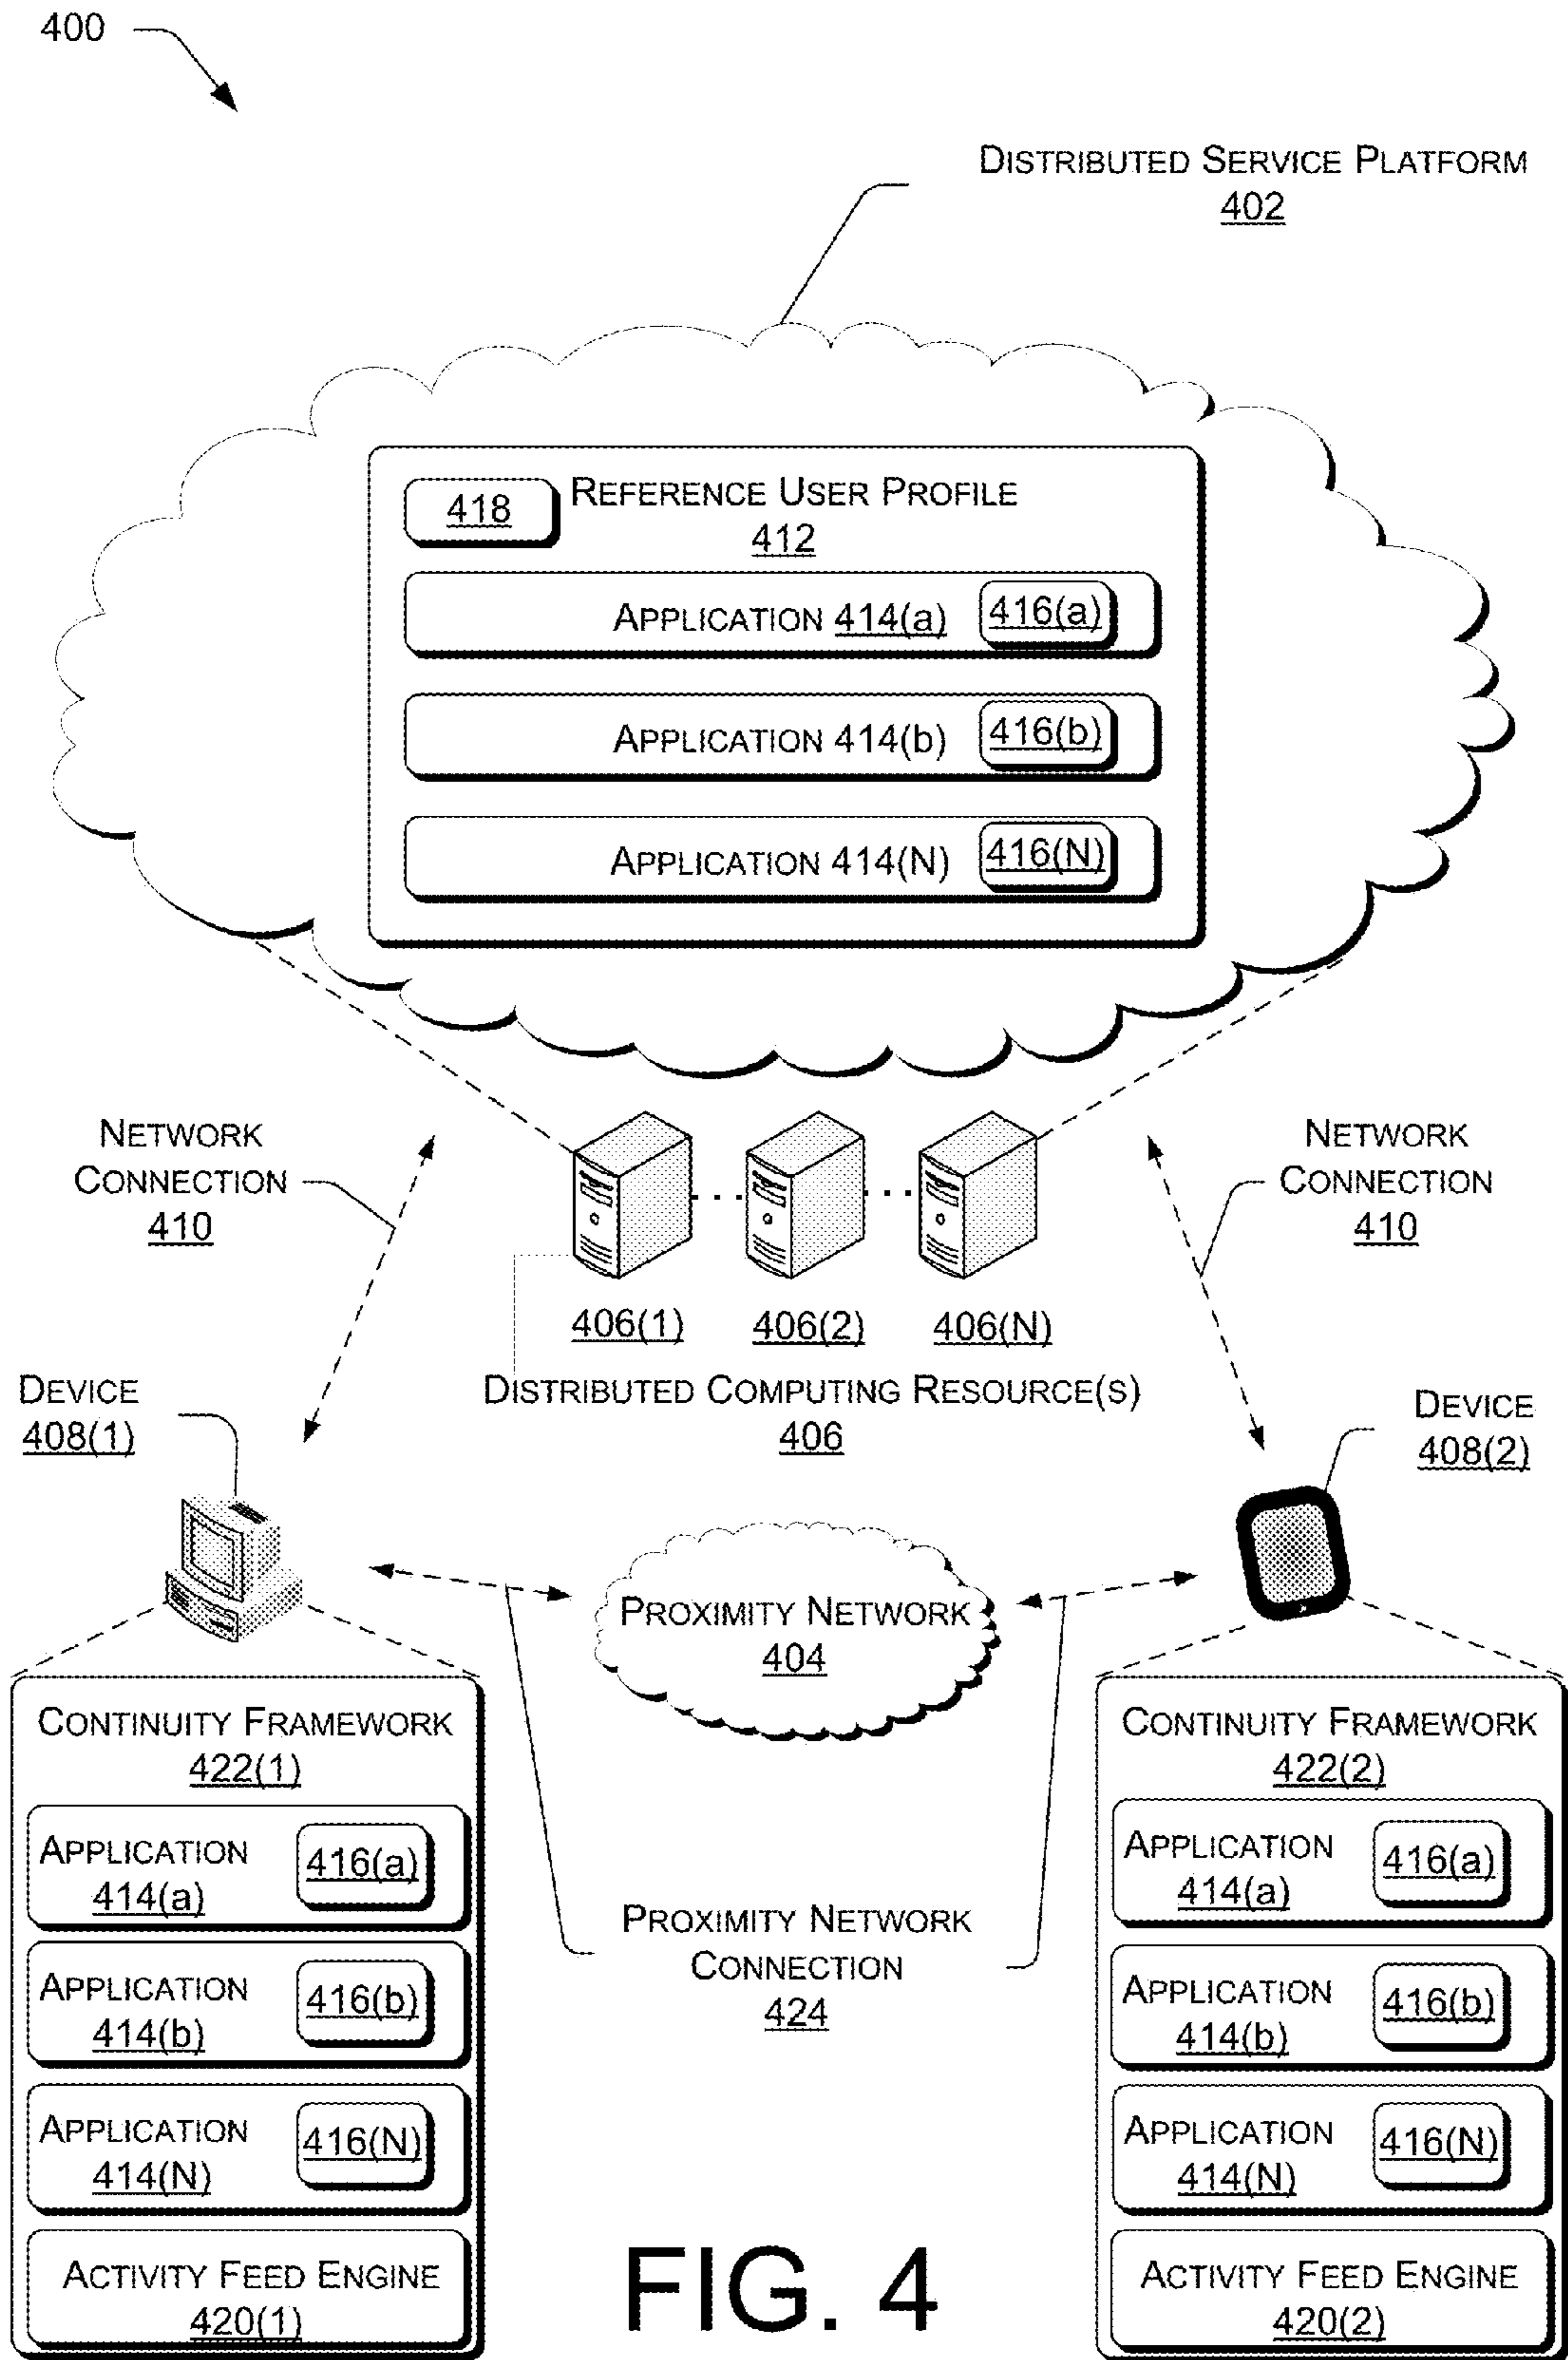 400
DISTRIBUTED SERVICE PLATFORM
402
418
REFERENCE USER PROFILE
412
APPLICATION 414(a)
416(a)
APPLICATION 414(b)
416(b)
APPLICATION 414(N)
416(N)
NETWORK
CONNECTION
410
NETWORK
CONNECTION
410
406(1)
406(2)
406(N)
DISTRIBUTED COMPUTING RESOURCE(S)
406
DEVICE
408(1)
DEVICE
408(2)
PROXIMITY NETWORK
404
CONTINUITY FRAMEWORK
422(1)
APPLICATION
414(a)
416(a)
APPLICATION
414(b)
416(b)
APPLICATION
414(N)
416(N)
ACTIVITY FEED ENGINE
420(1)
PROXIMITY NETWORK
CONNECTION
424
CONTINUITY FRAMEWORK
422(2)
APPLICATION
414(a)
416(a)
APPLICATION
414(b)
416(b)
APPLICATION
414(N)
416(N)
ACTIVITY FEED ENGINE
420(2)
FIG. 4